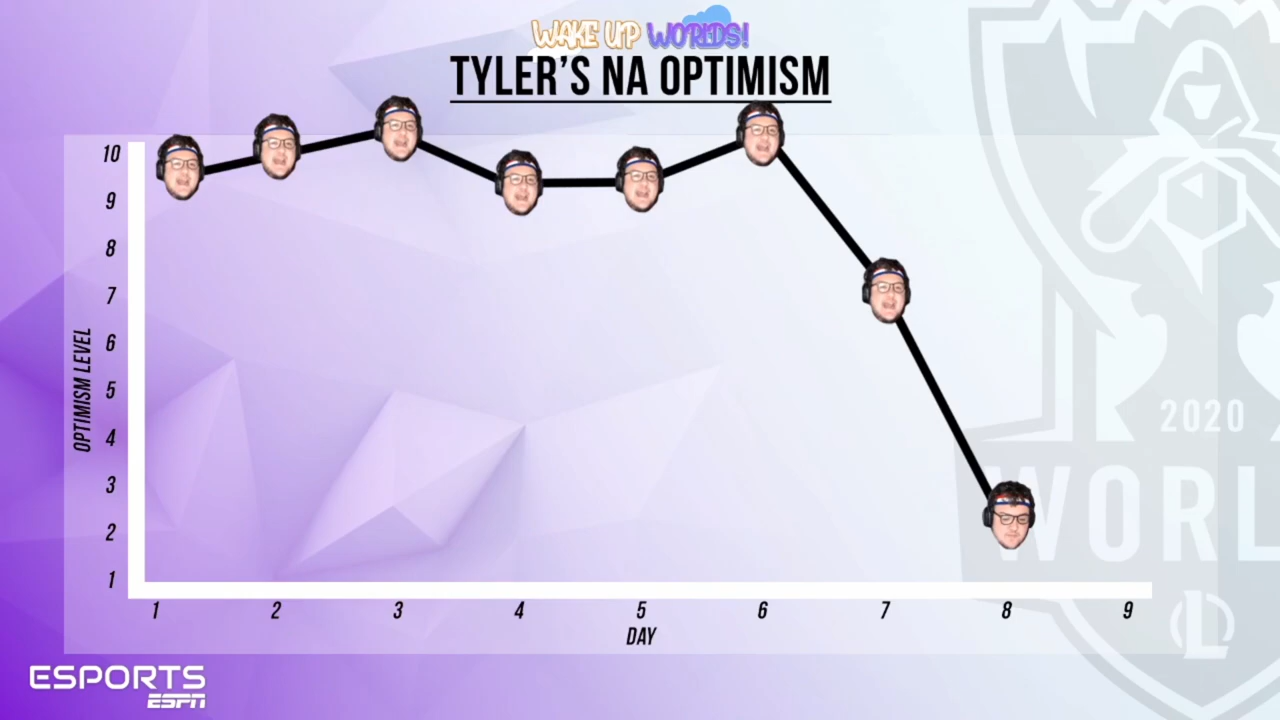 WAKE UP WORLDS!
TYLER'S NA OPTIMISM
10
9
8
7
6
5
4
3
2
1
OPTIMISM LEVEL
1 2 3 4 5 6 7 8 9
DAY
2020
WORL
ESPORTS
ESPN